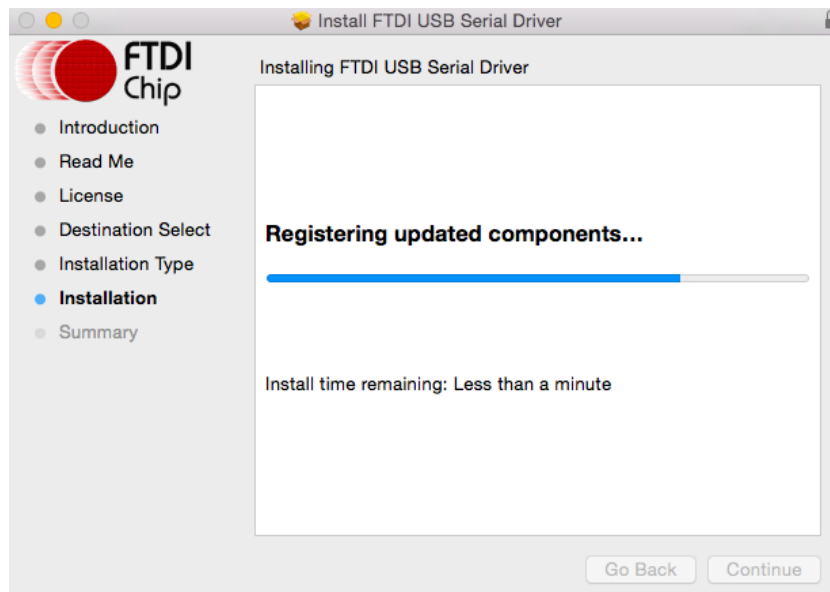 Install FTDI USB Serial Driver
FTDI
Chip
Installing FTDI USB Serial Driver
Introduction
Read Me
License
Destination Select
Installation Type
Installation
Summary
Registering updated components...
Install time remaining: Less than a minute
Go Back
Continue